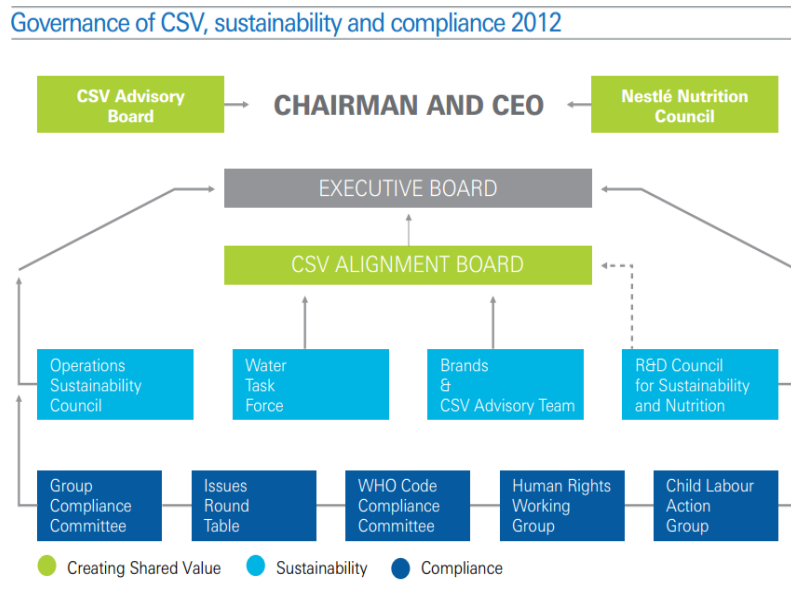 Governance of CSV, sustainability and compliance 2012
CSV Advisory
Board
CHAIRMAN AND CEO
Nestlé Nutrition
Council
EXECUTIVE BOARD
CSV ALIGNMENT BOARD
Operations
Sustainability
Council
Water
Task
Force
Brands
&
CSV Advisory Team
R&D Council
for Sustainability
and Nutrition
Group
Compliance
Committee
Issues
Round
Table
WHO Code
Compliance
Committee
Human Rights
Working
Group
Child Labour
Action
Group
Creating Shared Value
Sustainability
Compliance